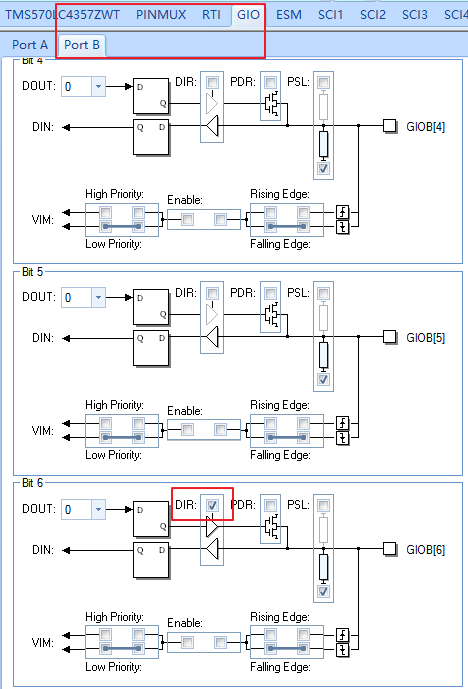 TMS570LC4357ZWT PINMUX RTI GIO ESM SCI1 SCI2 SCI3 SCI4
Port A Port B
Bit 4
DOUT: 0 D Q DIR: PDR: PSL:
DIN: Q D GIOB[4]
High Priority: Enable: Rising Edge:
VIM:
Low Priority: Falling Edge:
Bit 5
DOUT: 0 D Q DIR: PDR: PSL:
DIN: Q D GIOB[5]
High Priority: Enable: Rising Edge:
VIM:
Low Priority: Falling Edge:
Bit 6
DOUT: 0 D Q DIR: PDR: PSL:
DIN: Q D GIOB[6]
High Priority: Enable: Rising Edge:
VIM:
Low Priority: Falling Edge: